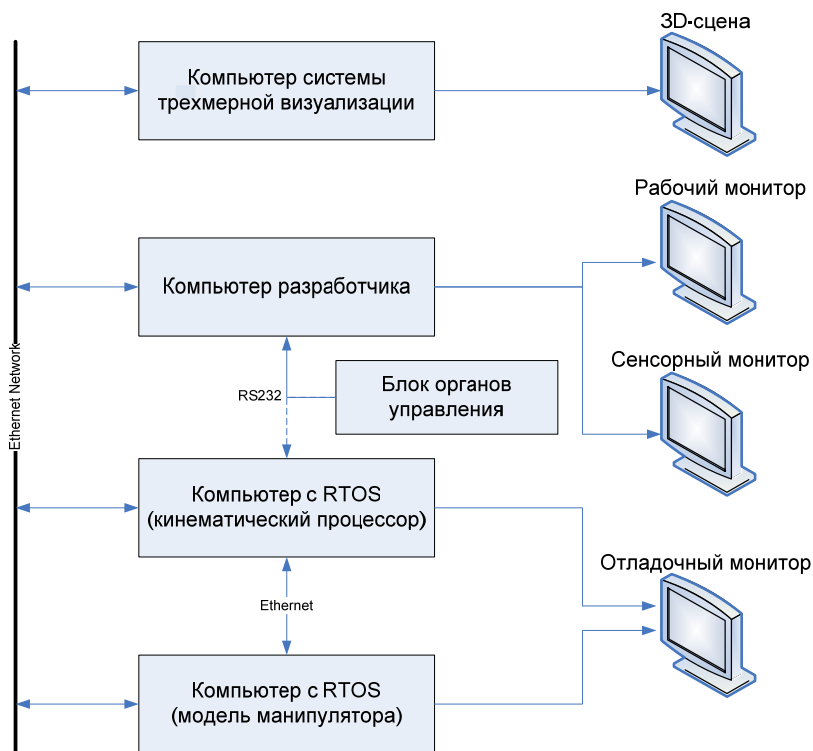 3D-сцена
Компьютер системы
трехмерной визуализации
Рабочий монитор
Компьютер разработчика
Ethernet Network
Сенсорный монитор
Блок органов
управления
RS232
Компьютер с RTOS
(кинематический процессор)
Отладочный монитор
Ethernet
Компьютер с RTOS
(модель манипулятора)